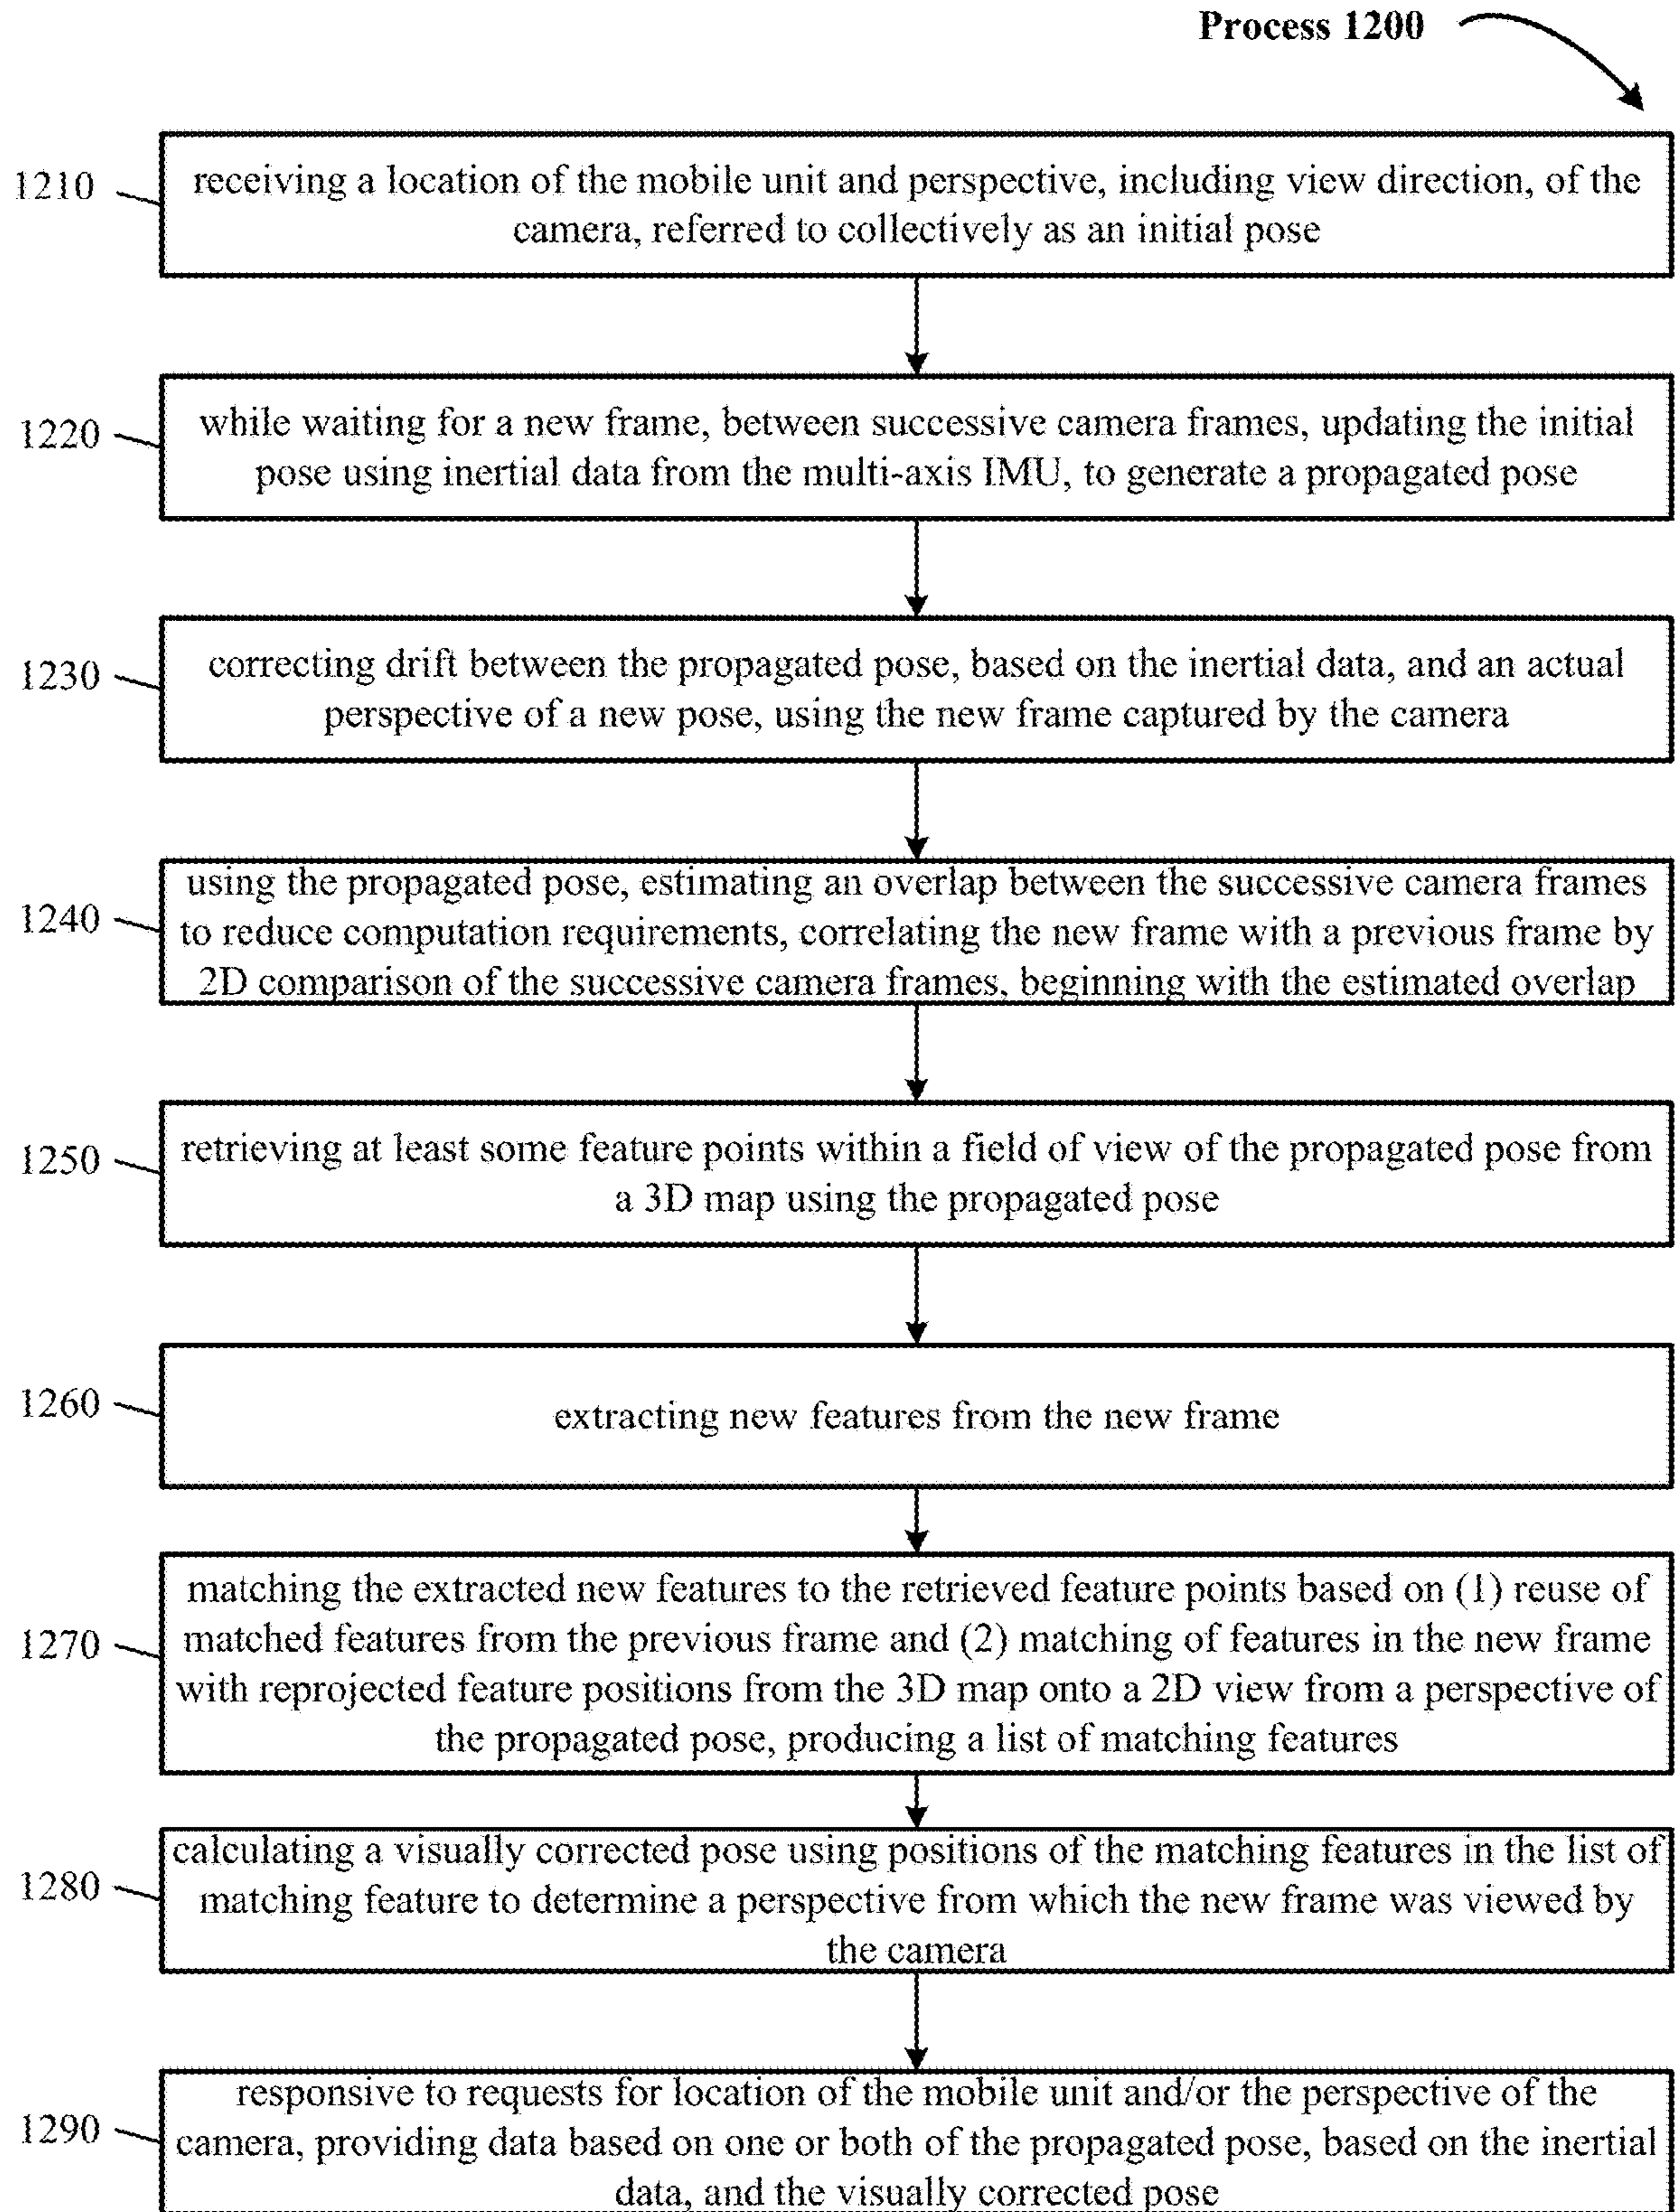 Process 1200
1210
receiving a location of the mobile unit and perspective, including view direction, of the
camera, referred to collectively as an initial pose
1220
while waiting for a new frame, between successive camera frames, updating the initial
pose using inertial data from the multi-axis IMU, to generate a propagated pose
1230
correcting drift between the propagated pose, based on the inertial data, and an actual
perspective of a new pose, using the new frame captured by the camera
1240
using the propagated pose, estimating an overlap between the successive camera frames
to reduce computation requirements, correlating the new frame with a previous frame by
2D comparison of the successive camera frames, beginning with the estimated overlap
1250
retrieving at least some feature points within a field of view of the propagated pose from
a 3D map using the propagated pose
1260
extracting new features from the new frame
1270
matching the extracted new features to the retrieved feature points based on (1) reuse of
matched features from the previous frame and (2) matching of features in the new frame
with reprojected feature positions from the 3D map onto a 2D view from a perspective of
the propagated pose, producing a list of matching features
1280
calculating a visually corrected pose using positions of the matching features in the list of
matching feature to determine a perspective from which the new frame was viewed by
the camera
1290
responsive to requests for location of the mobile unit and/or the perspective of the
camera, providing data based on one or both of the propagated pose, based on the inertial
data, and the visually corrected pose